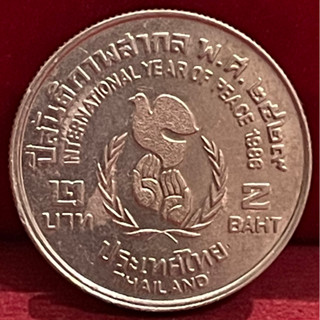 ปีสันติภาพสากล พ.ศ. ๒๕๒๙
INTERNATIONAL YEAR OF PEACE 1986
๒
บาท
2
BAHT
ประเทศไทย
THAILAND